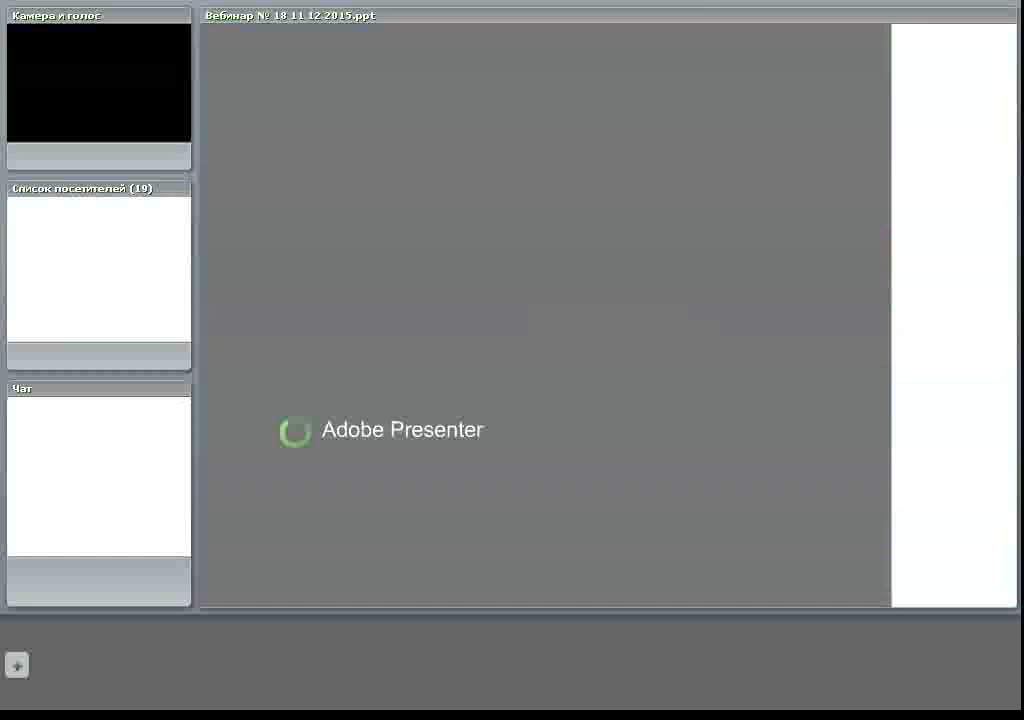 Камера и голос
Вебинар № 18 11 12 2015.ppt
Список посетителей (19)
Чат
Adobe Presenter